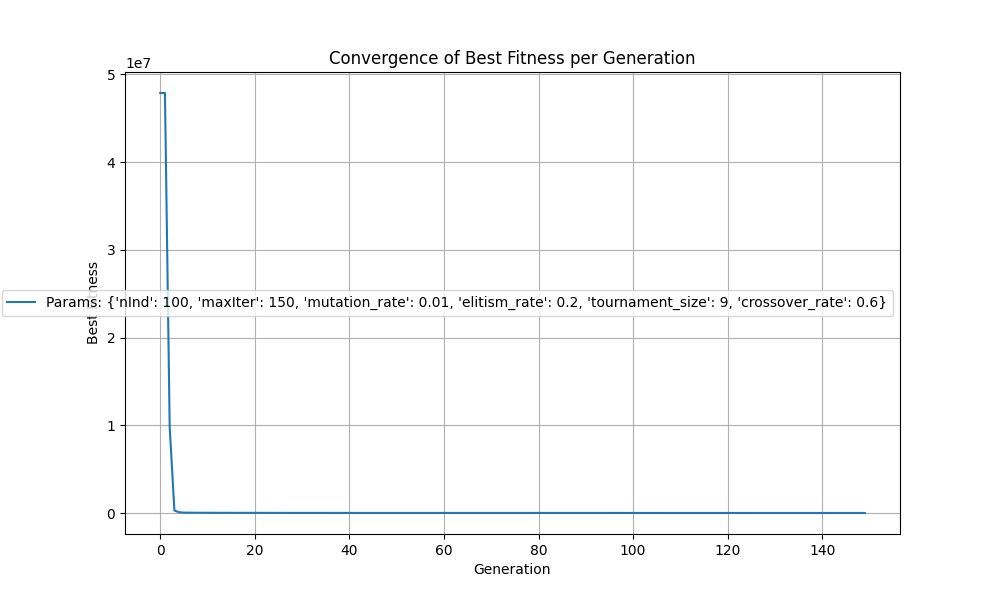 Convergence of Best Fitness per Generation
1e7
5
4
3
2
1
0
Best
ness
Params: {'nInd': 100, 'maxIter': 150, 'mutation_rate': 0.01, 'elitism_rate': 0.2, 'tournament_size': 9, 'crossover_rate': 0.6}
0 20 40 60 80 100 120 140
Generation